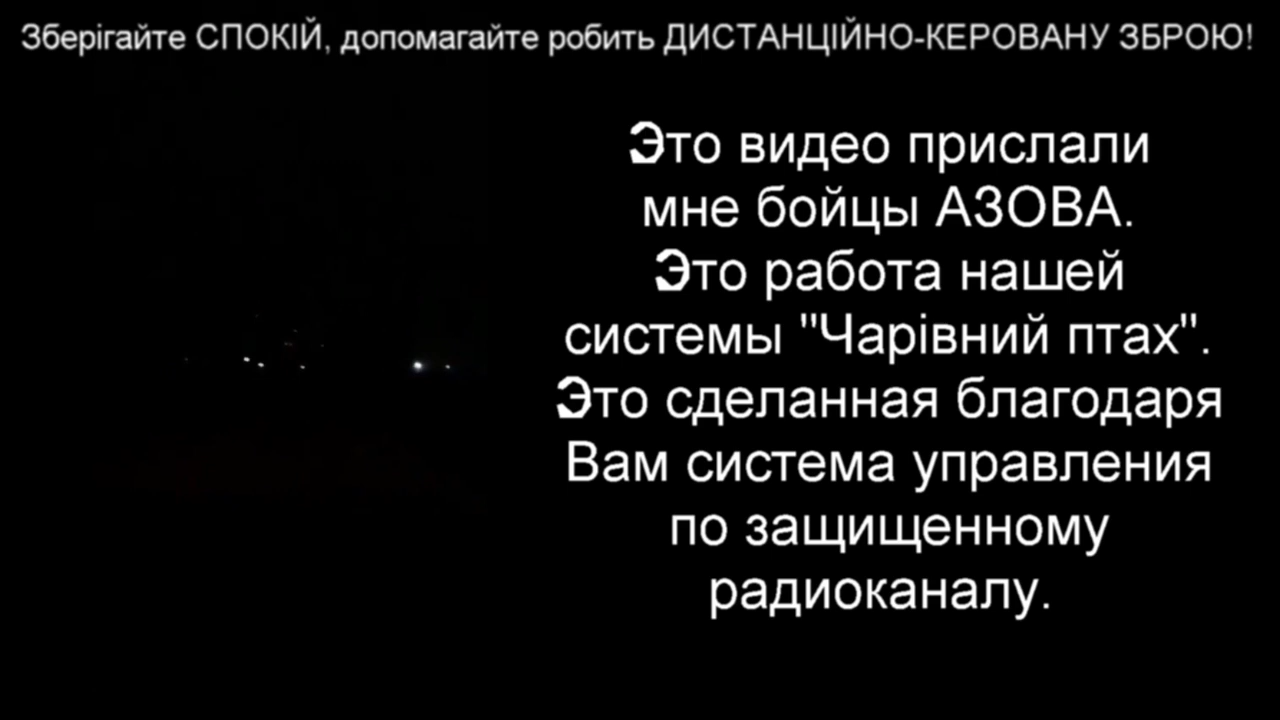 Зберігайте СПОКІЙ, допомагайте робить ДИСТАНЦІЙНО-КЕРОВАНУ ЗБРОЮ!
Это видео прислали
мне бойцы АЗОВА.
Это работа нашей
системы "Чарівний птах".
Это сделанная благодаря
Вам система управления
по защищенному
радиоканалу.